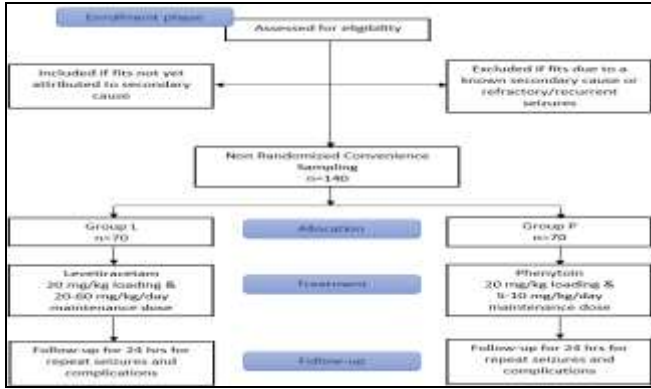 Enrollment phase
Assessed for eligibility
Included if fits not yet
attributed to secondary
cause
Excluded if fits due to a
known secondary cause or
refractory/recurrent
seizures
Non Randomized Convenience
Sampling
n=140
Group L
n=70
Allocation
Group P
n=70
Levetiracetam
20 mg/kg loading &
20-60 mg/kg/day
maintenance dose
Treatment
Phenytoin
20 mg/kg loading &
5-10 mg/kg/day
maintenance dose
Follow-up for 24 hrs for
repeat seizures and
complications
Follow-up
Follow-up for 24 hrs for
repeat seizures and
complications